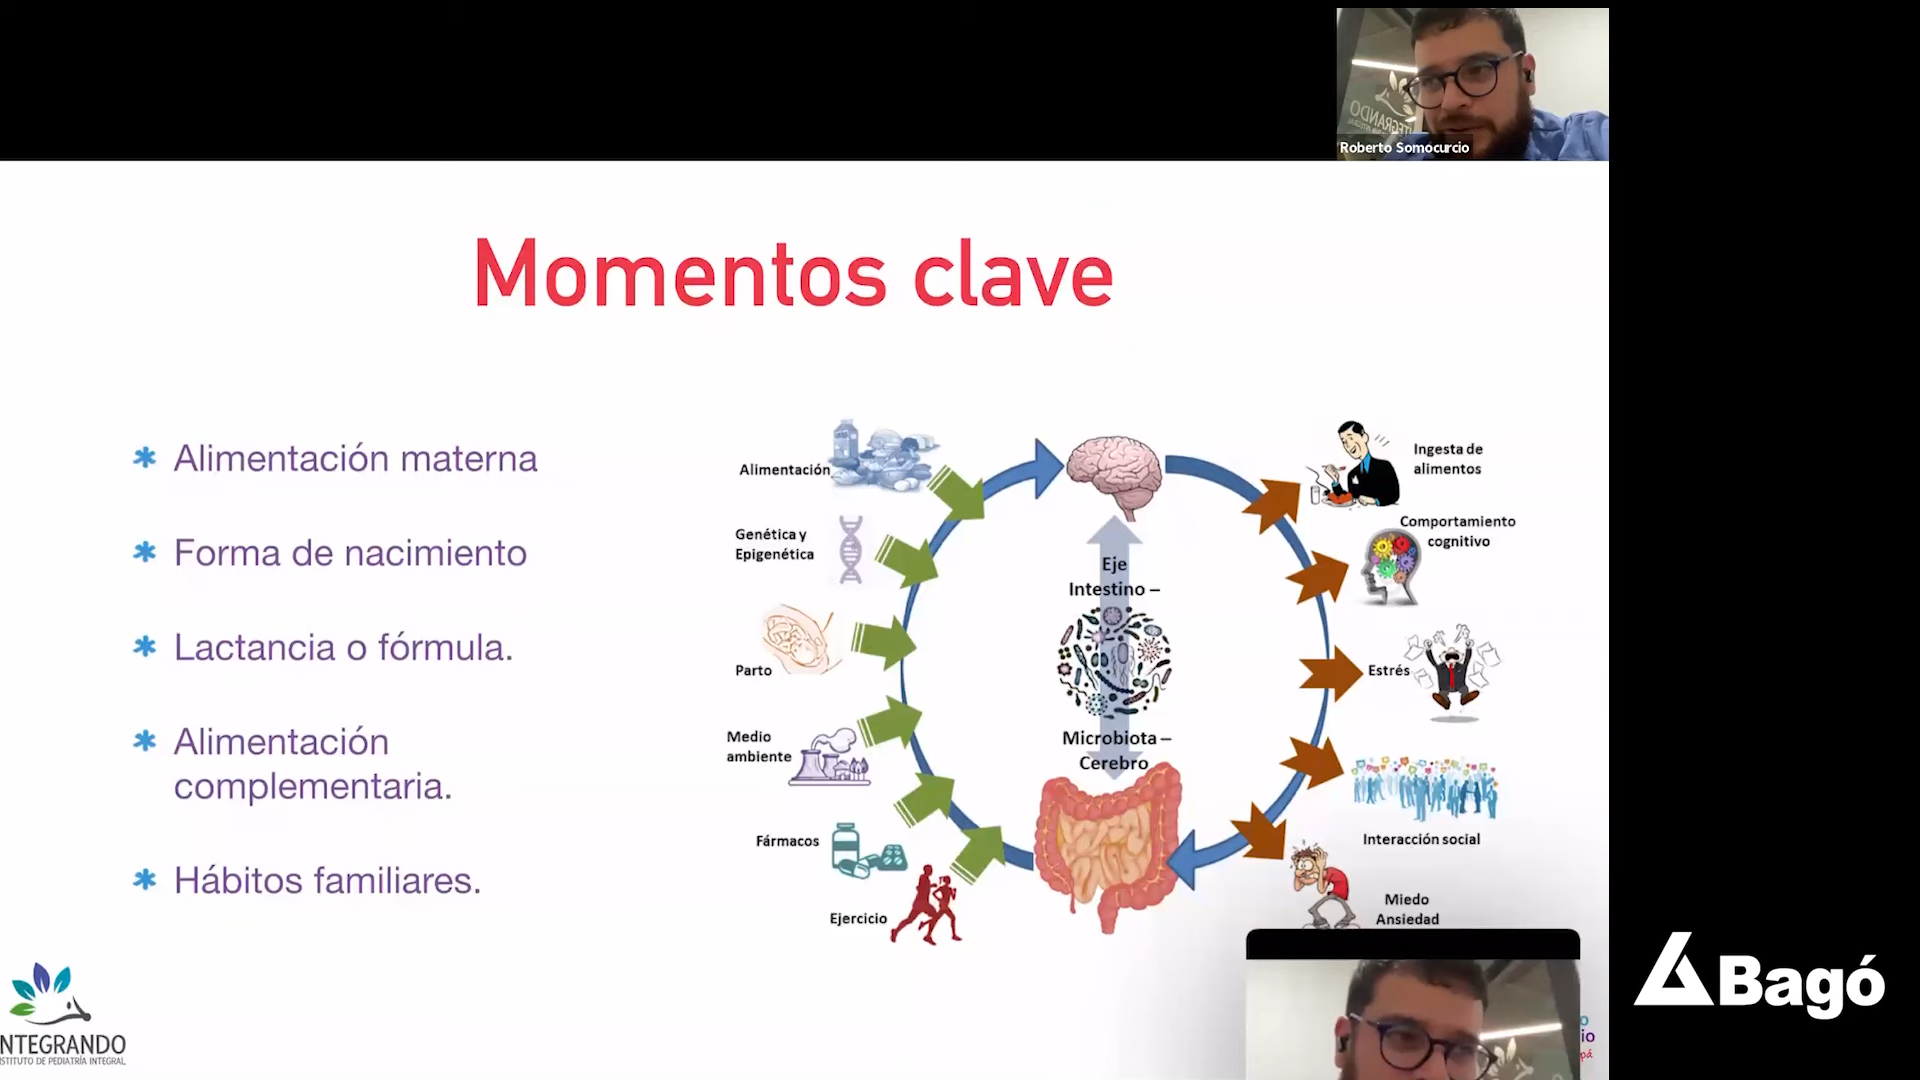 Roberto Somocurcio
Momentos clave
Alimentación materna
Forma de nacimiento
Lactancia o fórmula.
Alimentación
complementaria.
Hábitos familiares.
Alimentación
Genética y
Epigenética
Parto
Medio
ambiente
Fármacos
Ejercicio
Eje
Intestino –
Microbiota –
Cerebro
Ingesta de
alimentos
Comportamiento
cognitivo
Estrés
Interacción social
Miedo
Ansiedad
NTEGRANDO
STITUTO DE PEDIATRÍA INTEGRAL
Bagó
o
io
pá